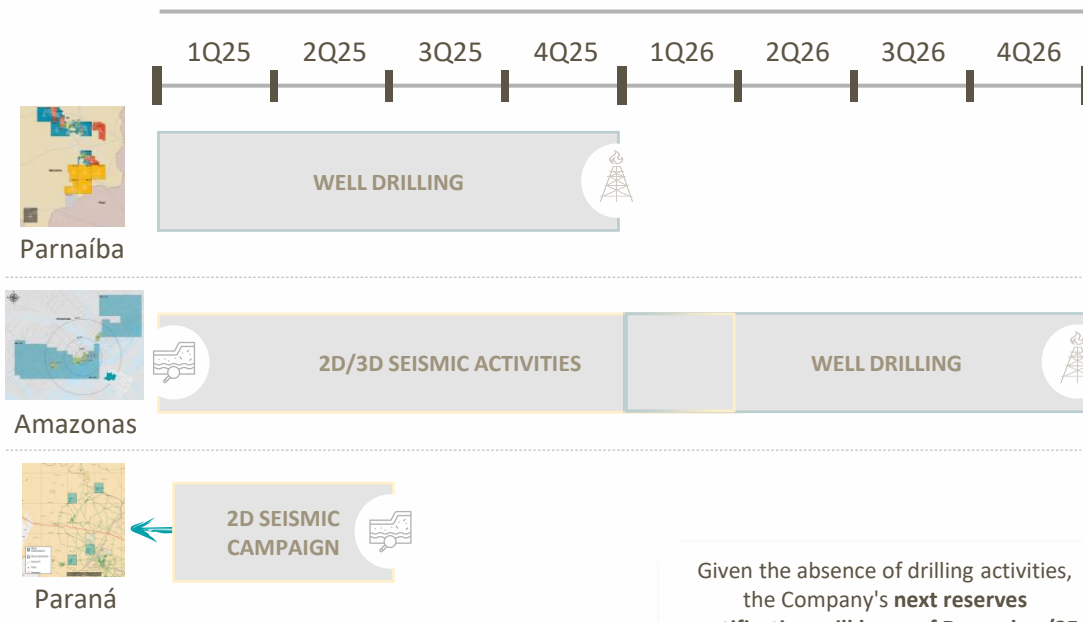 1Q25 2Q25 3Q25 4Q25 1Q26 2Q26 3Q26 4Q26
WELL DRILLING
Parnaíba
2D/3D SEISMIC ACTIVITIES WELL DRILLING
Amazonas
2D SEISMIC
CAMPAIGN
Paraná
Given the absence of drilling activities,
the Company's next reserves